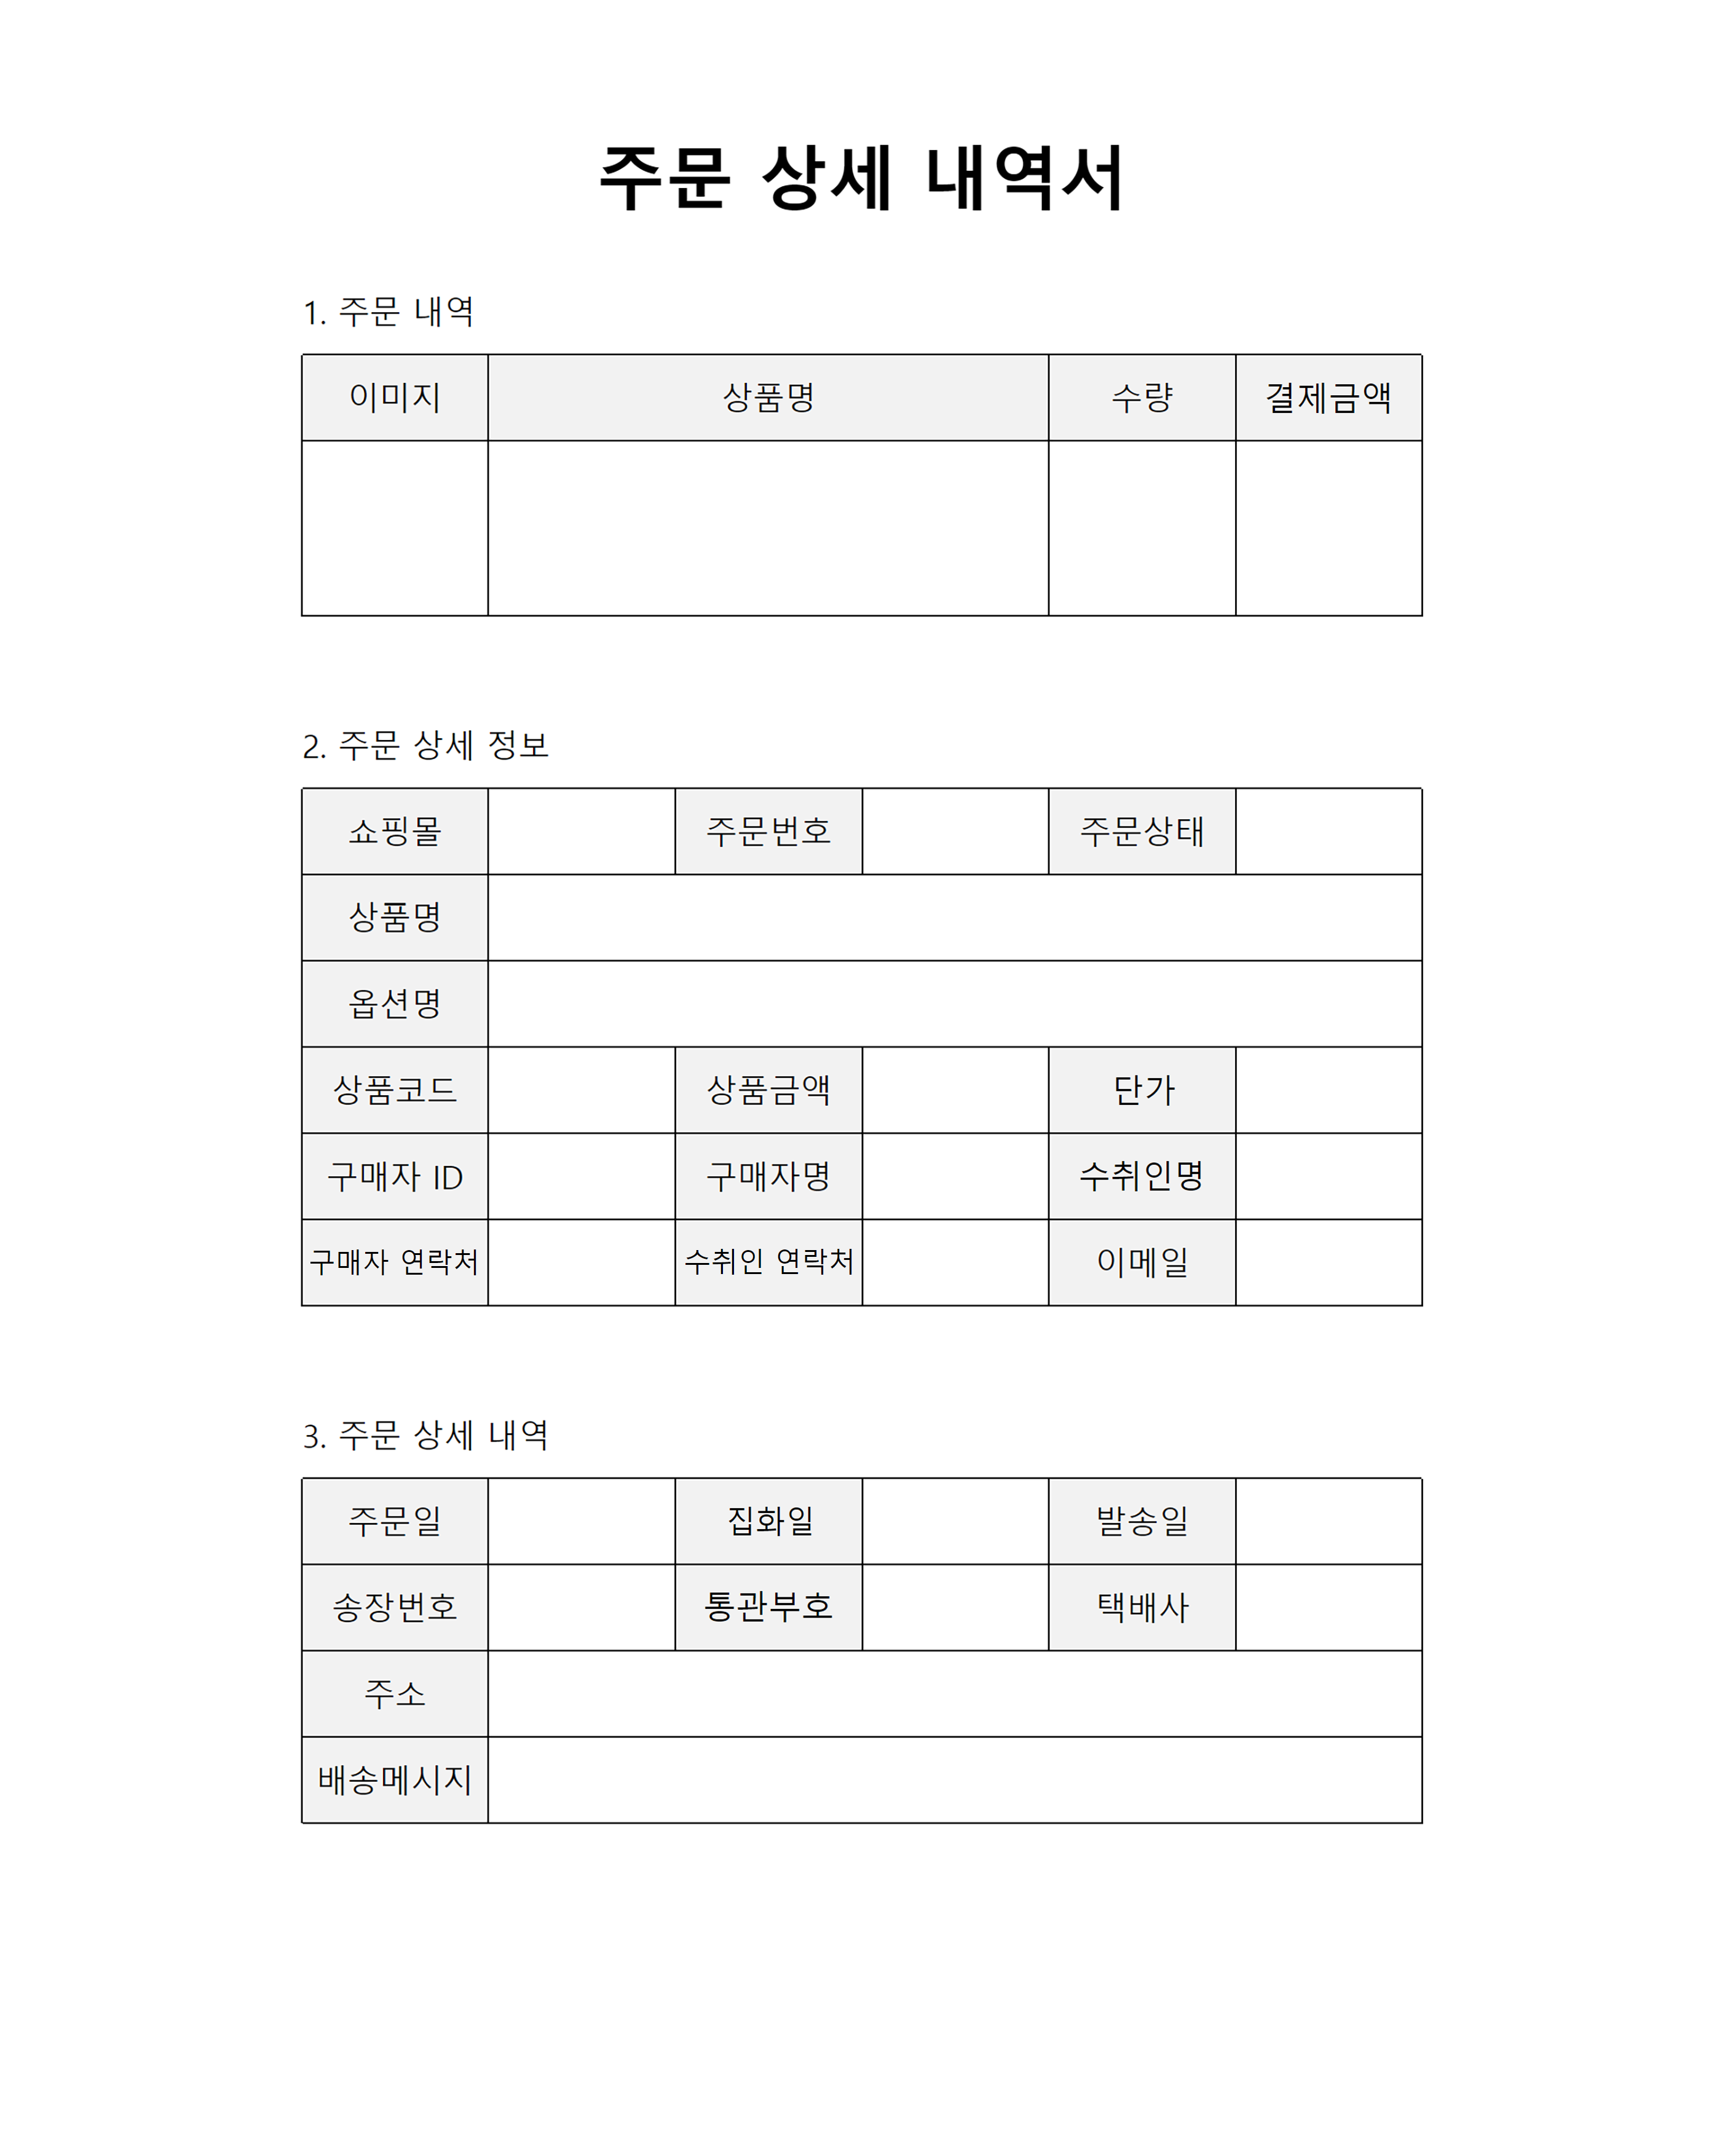 주문 상세 내역서
1. 주문 내역
이미지 상품명 수량 결제금액
2. 주문 상세 정보
쇼핑몰 주문번호 주문상태
상품명
옵션명
상품코드 상품금액 단가
구매자 ID 구매자명 수취인명
구매자 연락처 수취인 연락처 이메일
3. 주문 상세 내역
주문일 집화일 발송일
송장번호 통관부호 택배사
주소
배송메시지